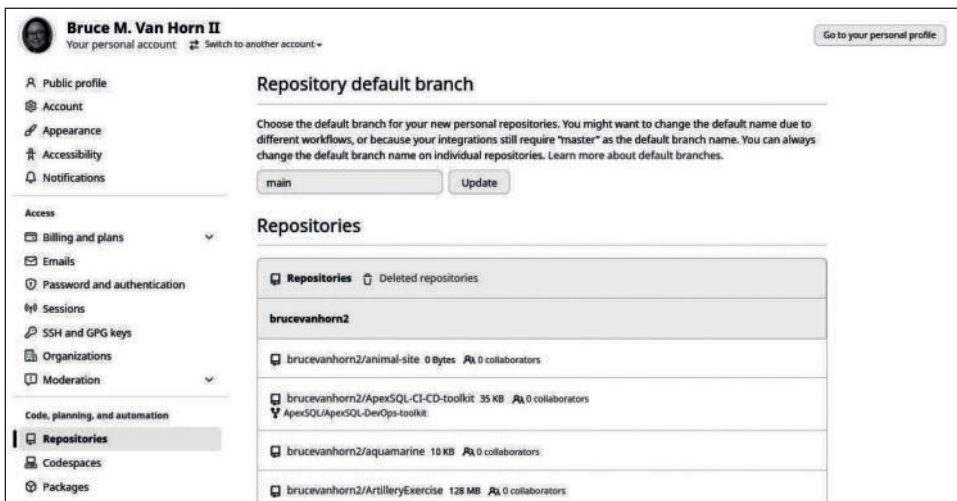 Bruce M. Van Horn II
Your personal account Switch to another account
Go to your personal profile
Public profile
Account
Appearance
Accessibility
Notifications
Access
Billing and plans
Emails
Password and authentication
Sessions
SSH and GPG keys
Organizations
Moderation
Code, planning, and automation
Repositories
Codespaces
Packages
Repository default branch
Choose the default branch for your new personal repositories. You might want to change the default name due to
different workflows, or because your integrations still require "master" as the default branch name. You can always
change the default branch name on individual repositories. Learn more about default branches.
main Update
Repositories
Repositories Deleted repositories
brucevanhorn2
brucevanhorn2/animal-site 0 Bytes 0 collaborators
brucevanhorn2/ApexSQL-CI-CD-toolkit 35 KB 0 collaborators
ApexSQL/ApexSQL-DevOps-toolkit
brucevanhorn2/aquamarine 10 KB 0 collaborators
brucevanhorn2/ArtilleryExercise 128 MB 0 collaborators